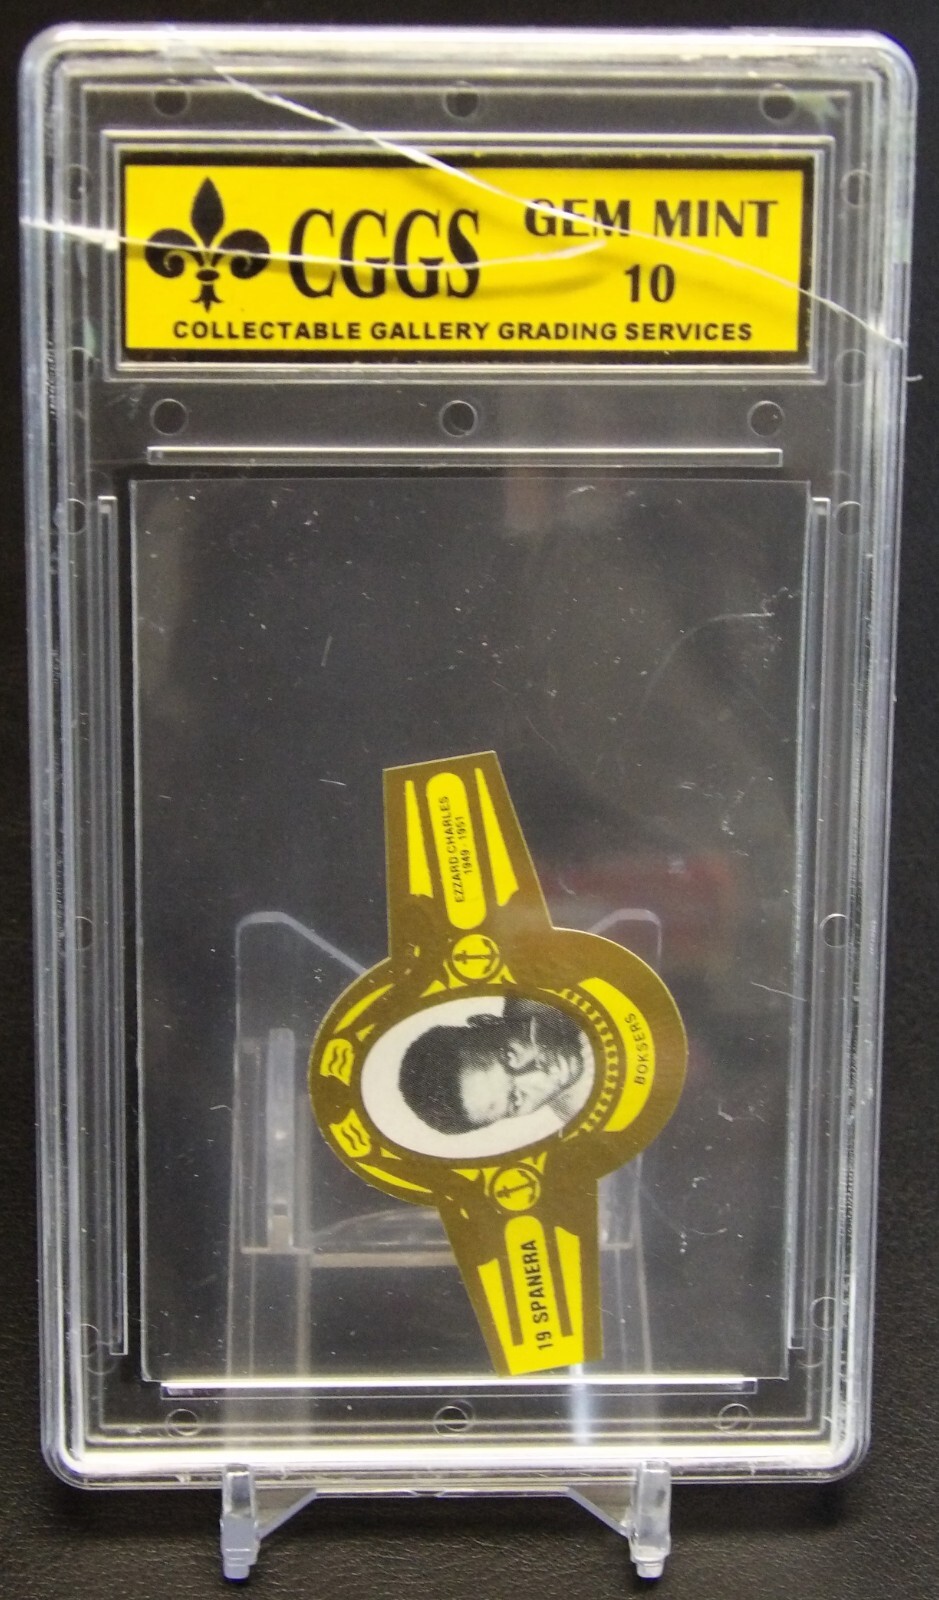 CGGS
GEM MINT
10
COLLECTABLE GALLERY GRADING SERVICES
EZZARD CHARLES
1949 - 1951
BOKSERS
19 SPANERA